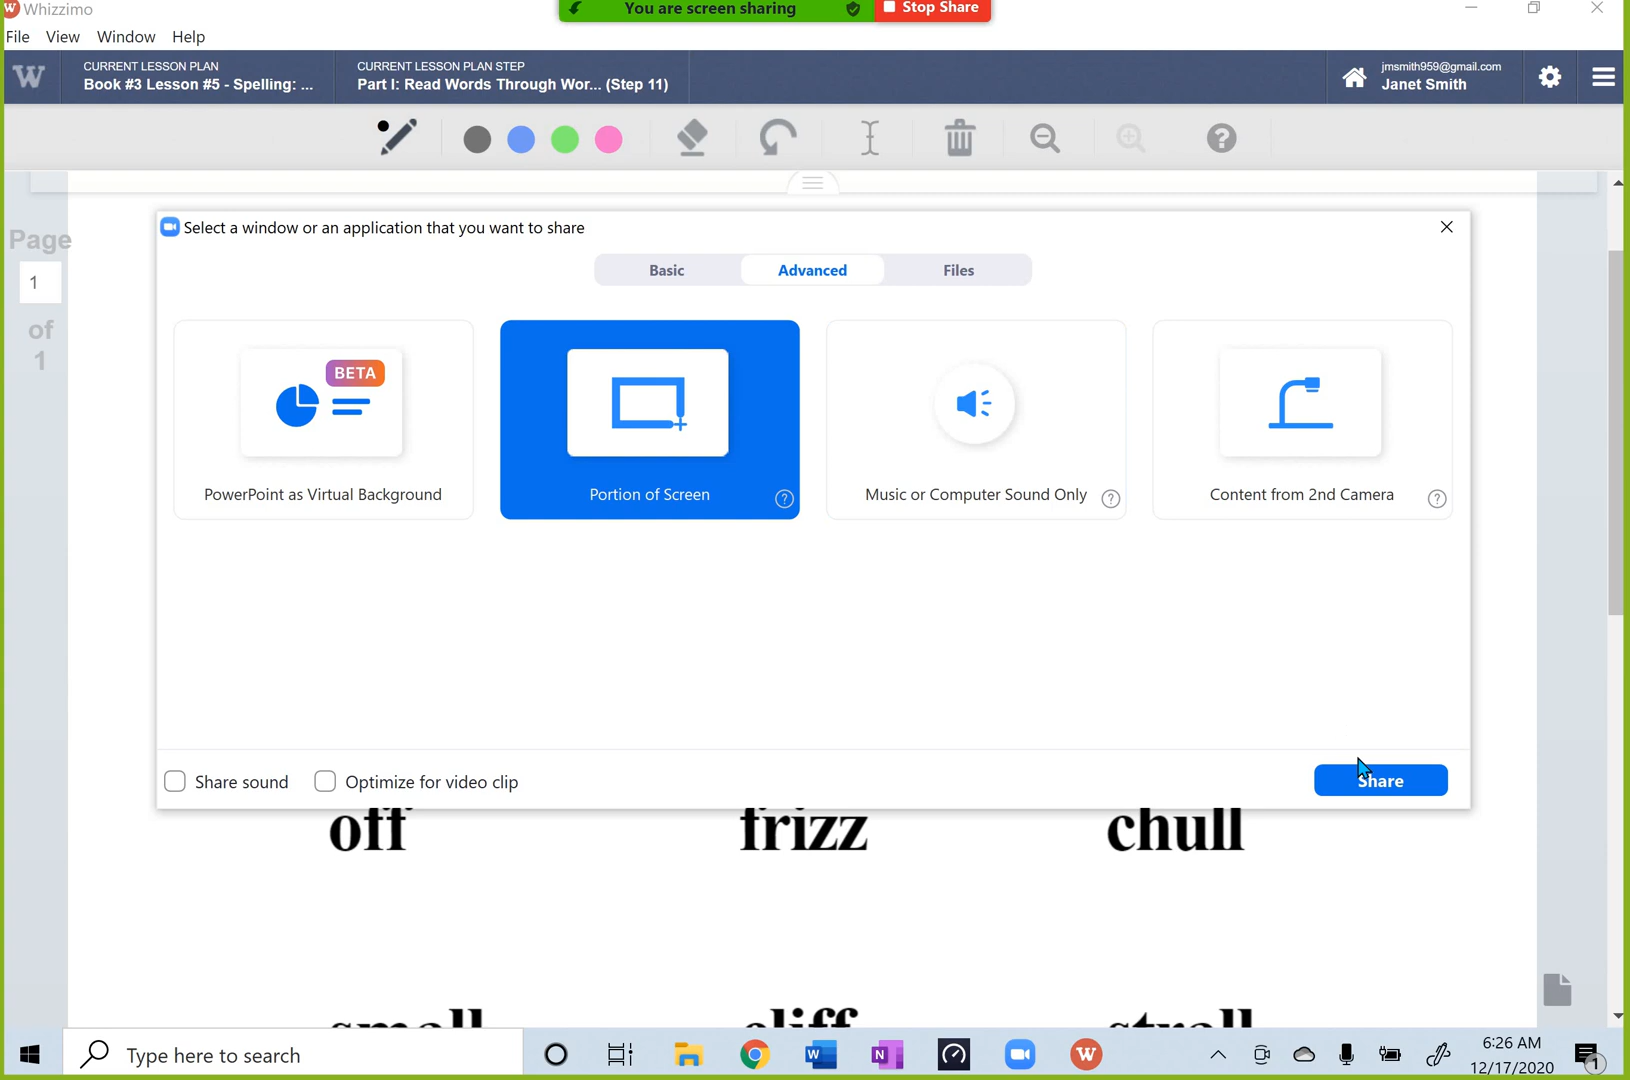 Whizzimo
You are screen sharing
Stop Share
File View Window Help
W
CURRENT LESSON PLAN
Book #3 Lesson #5 - Spelling: ...
CURRENT LESSON PLAN STEP
Part I: Read Words Through Wor... (Step 11)
jmsmith959@gmail.com
Janet Smith
Page
1
of
1
Select a window or an application that you want to share
Basic Advanced Files
BETA
PowerPoint as Virtual Background
Portion of Screen
Music or Computer Sound Only
Content from 2nd Camera
Share sound
Optimize for video clip
Share
off frizz chull
small cliff stroll
Type here to search
6:26 AM
12/17/2020
1